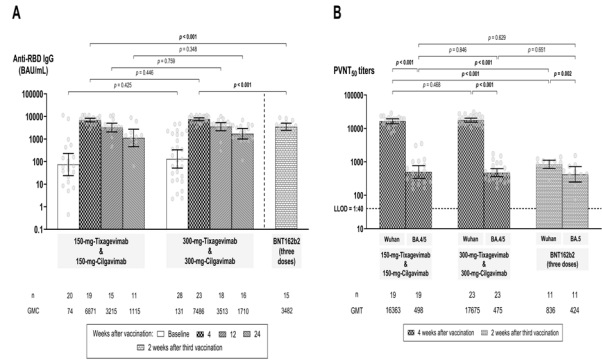 A
Anti-RBD IgG
(BAU/mL)
p < 0.001
p = 0.348
p = 0.759
p = 0.446
p = 0.425
p < 0.001
100000
10000
1000
100
10
1
0.1
150-mg-Tixagevimab
&
150-mg-Cilgavimab
300-mg-Tixagevimab
&
300-mg-Cilgavimab
BNT162b2
(three
doses)
n 20 19 15 11 28 23 18 16 15
GMC 74 6871 3215 1115 131 7486 3513 1710 3482
Weeks after vaccination: Baseline 4 12 24
2 weeks after third vaccination
B
PVNT50 titers
p = 0.629
p = 0.846
p = 0.651
p < 0.001
p < 0.001
p < 0.001
p = 0.002
p = 0.466
p < 0.001
100000
10000
1000
100
10
LLOD = 1:40
Wuhan BA.4/5 Wuhan BA.4/5 Wuhan BA.5
150-mg-Tixagevimab
&
150-mg-Cilgavimab
300-mg-Tixagevimab
&
300-mg-Cilgavimab
BNT162b2
(three doses)
n 19 19 23 23 11 11
GMT 16363 498 17675 475 836 424
4 weeks after vaccination 2 weeks after third vaccination